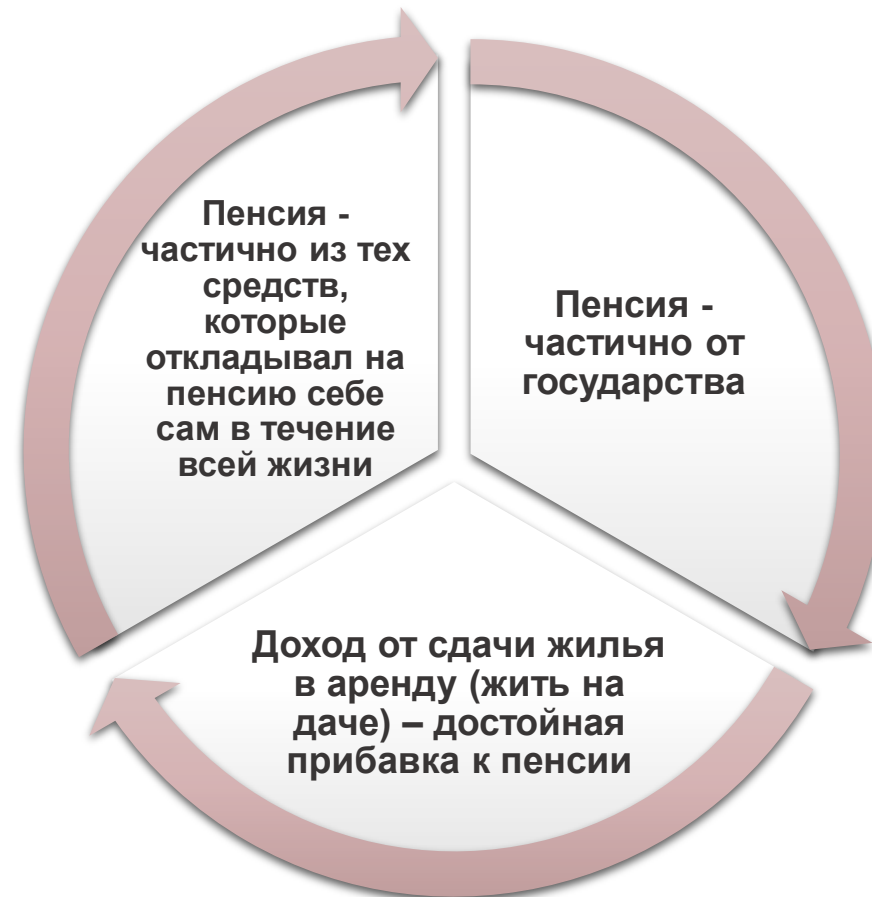 Пенсия -
частично из тех
средств,
которые
откладывал на
пенсию себе
сам в течение
всей жизни
Пенсия -
частично от
государства
Доход от сдачи жилья
в аренду (жить на
даче) – достойная
прибавка к пенсии